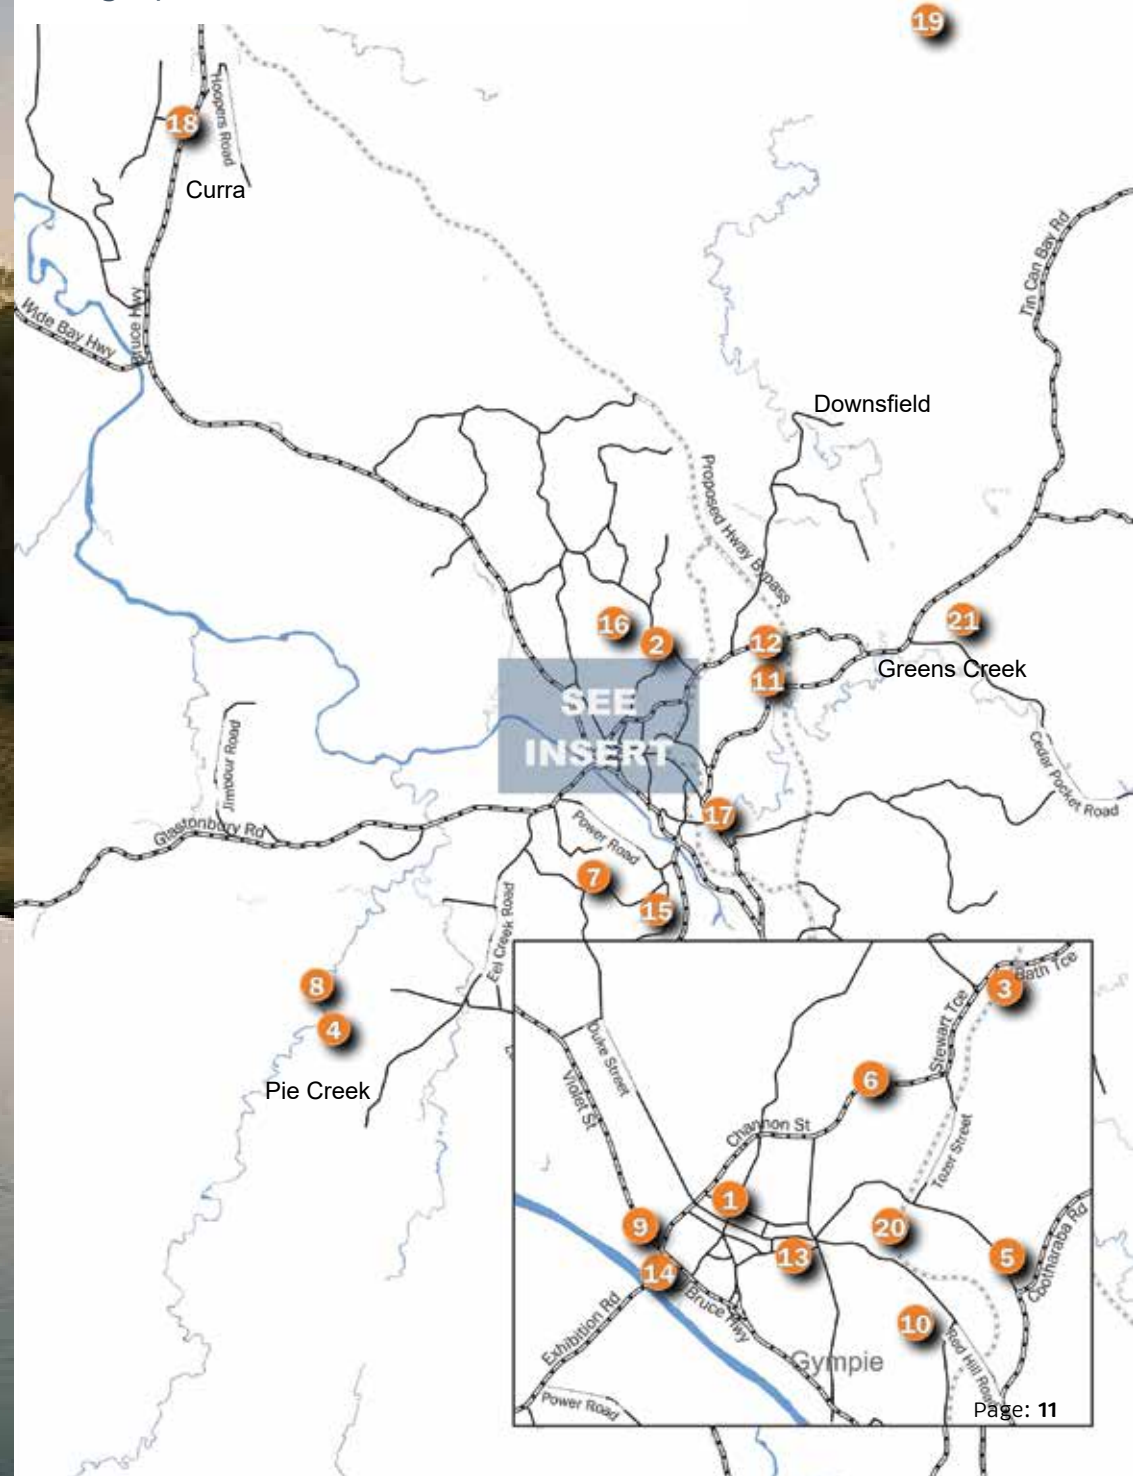 19
18
Hoopers Road
Curra
Tin Can Bay Rd
Wide Bay Hwy
Bruce Hwy
Downsfield
Proposed Hway Bypass
16
2
12
21
11
Greens Creek
SEE
INSERT
Jimbour Road
Cedar Pocket Road
Glastonbury Rd
17
Power Road
7
15
Eel Creek Road
8
4
Pie Creek
Bath Tce
3
Stewart Tce
Duke Street
Violet St
6
Channon St
Tozer Street
1
9
20
13
5
Cootharaba Rd
14
Bruce Hwy
Exhibition Rd
10
Red Hill Road
Gympie
Power Road
Page: 11